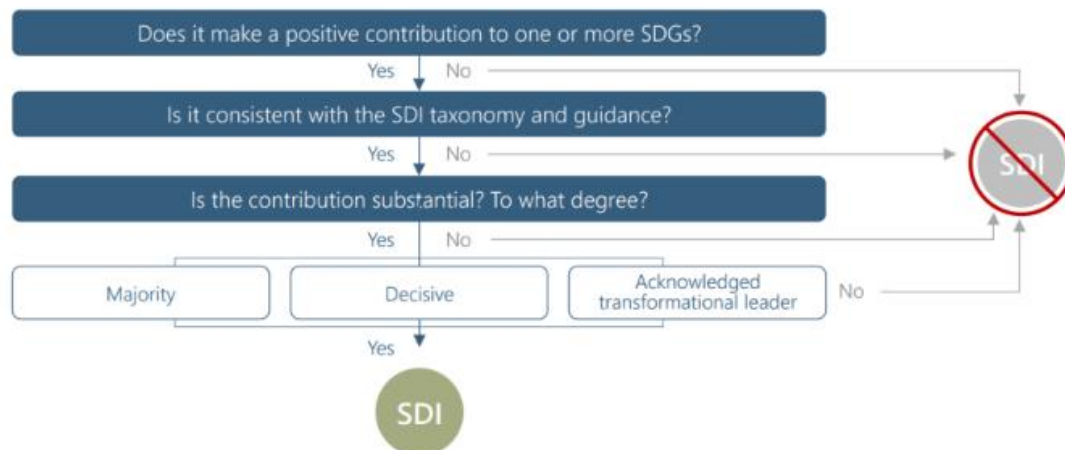 Does it make a positive contribution to one or more SDGs?
Yes No
Is it consistent with the SDI taxonomy and guidance?
Yes No
SDI
Is the contribution substantial? To what degree?
Yes No
Majority
Decisive
Acknowledged
transformational leader
No
Yes
SDI